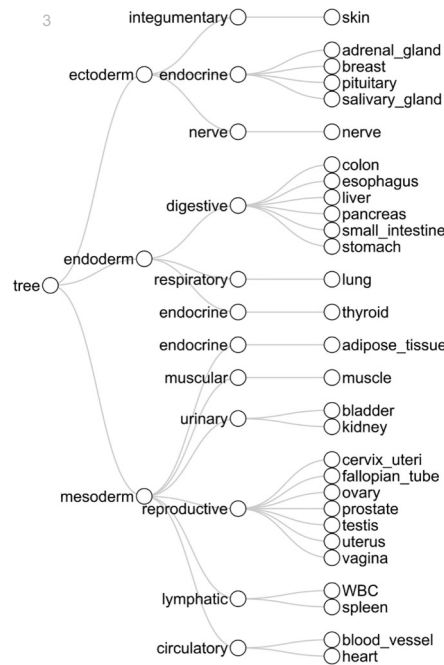 3
integumentary
skin
ectoderm
endocrine
adrenal_gland
breast
pituitary
salivary_gland
nerve
nerve
tree
endoderm
digestive
colon
esophagus
liver
pancreas
small_intestine
stomach
respiratory
lung
endocrine
thyroid
mesoderm
endocrine
adipose_tissue
muscular
muscle
urinary
bladder
kidney
reproductive
cervix_uteri
fallopian_tube
ovary
prostate
testis
uterus
vagina
lymphatic
WBC
spleen
circulatory
blood_vessel
heart